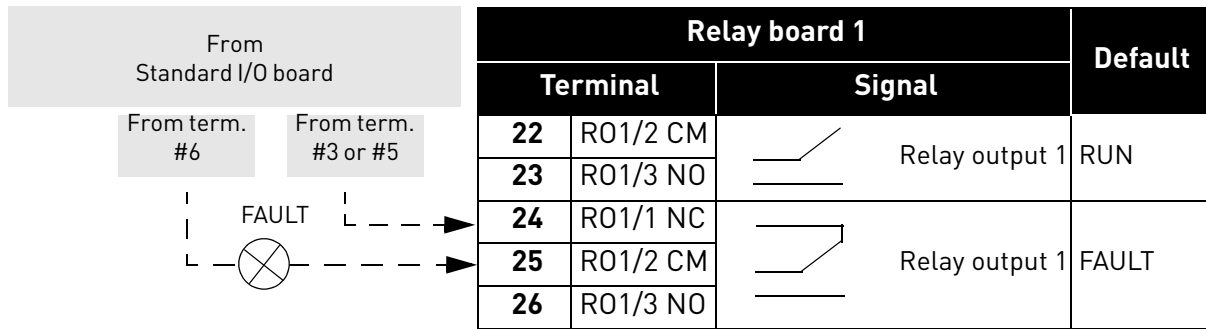 From
Standard I/O board
From term.
#6
From term.
#3 or #5
FAULT
Relay board 1
Default
Terminal
Signal
22
RO1/2 CM
23
RO1/3 NO
Relay output 1
RUN
24
RO1/1 NC
25
RO1/2 CM
26
RO1/3 NO
Relay output 1
FAULT